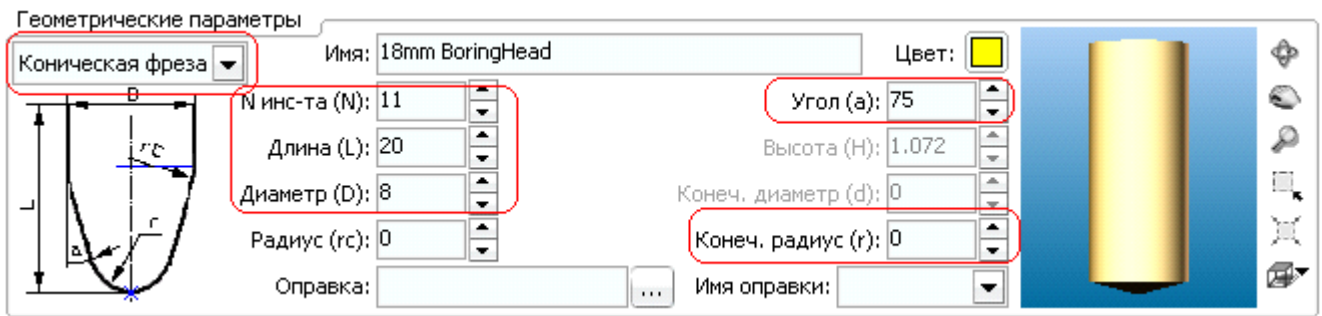 Геометрические параметры
Коническая фреза
Имя: 18mm BoringHead
Цвет:
N инс-та (N): 11
Угол (a): 75
Длина (L): 20
Высота (H): 1.072
Диаметр (D): 8
Конеч. диаметр (d): 0
Радиус (rc): 0
Конеч. радиус (r): 0
Оправка:
...
Имя оправки:
D
rc
L
r
a